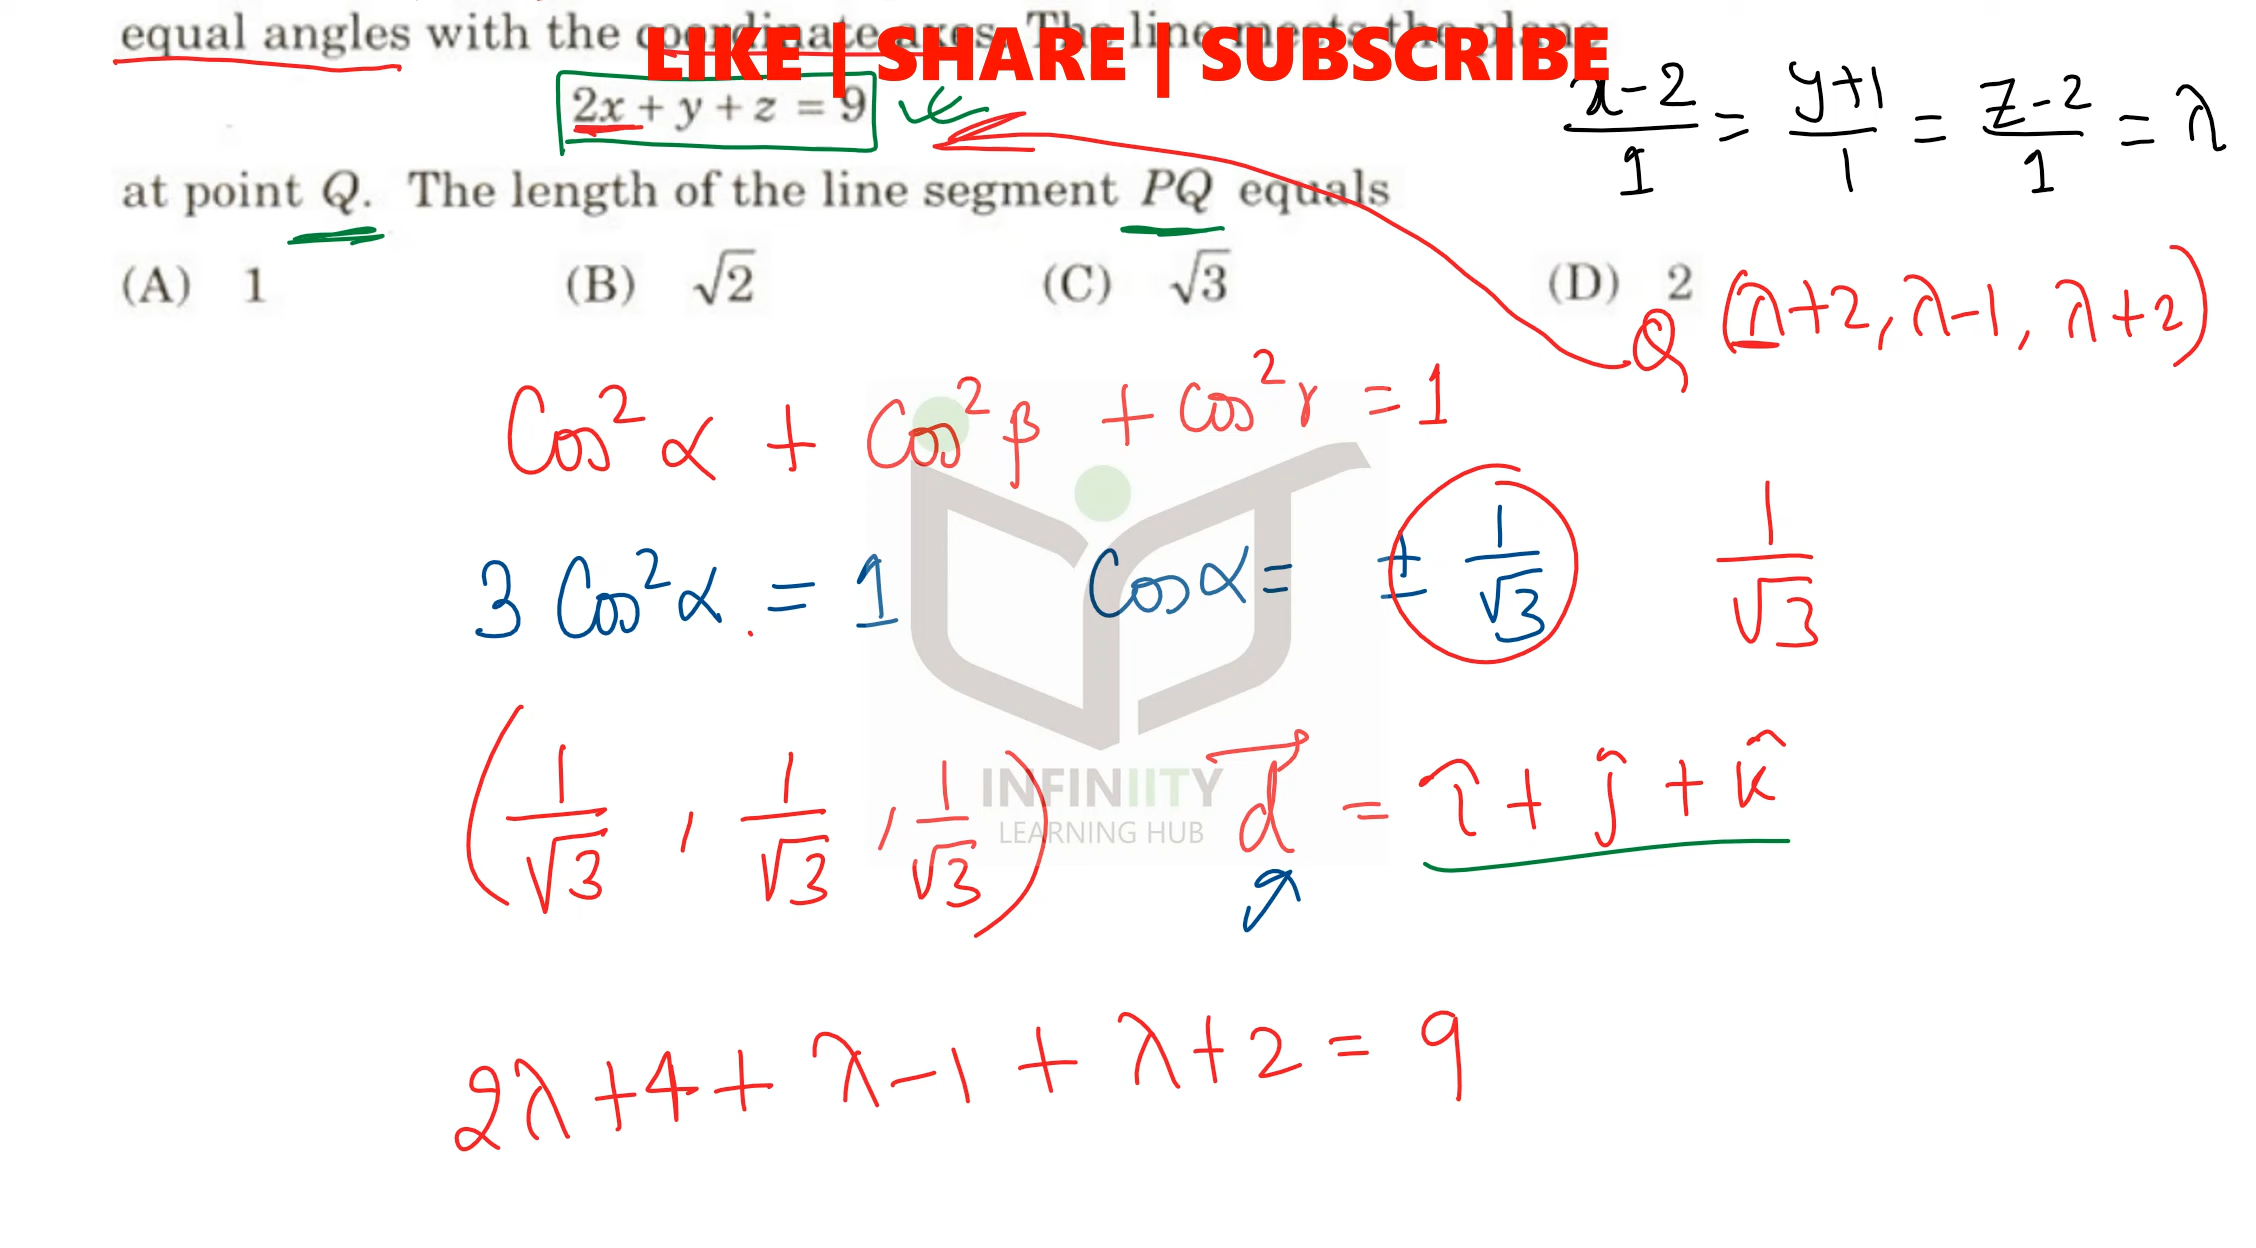 equal angles with the coordinate axes. The line meets the plane
LIKE | SHARE | SUBSCRIBE
2x + y + z = 9
x-2/1 = y+1/1 = z-2/1 = λ
at point Q. The length of the line segment PQ equals
(A) 1 (B) √2 (C) √3 (D) 2
Q (λ+2, λ-1, λ+2)
Cos²α + Cos²β + Cos²γ = 1
3 Cos²α = 1 Cosα = ± 1/√3 1/√3
(1/√3, 1/√3, 1/√3) d⃗ = î + ĵ + k̂
INFINIITY
LEARNING HUB
2λ+4+λ-1+λ+2 = 9